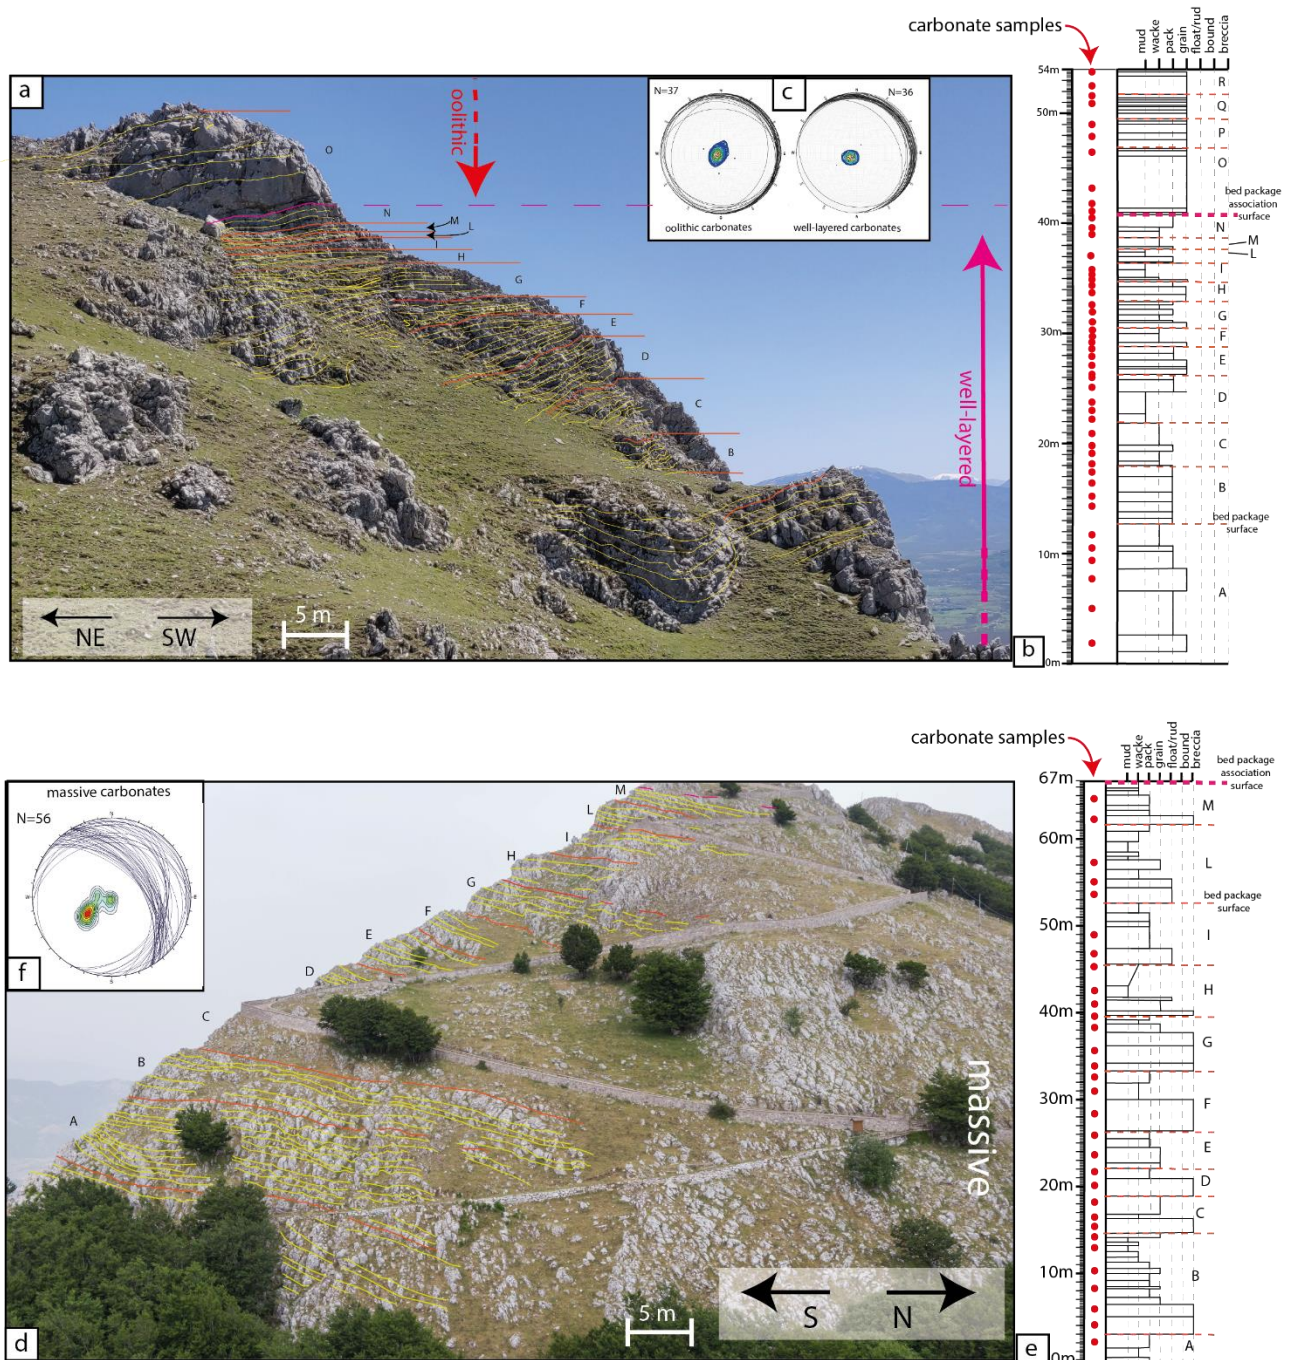 a
oolithic
N=37
c
N=36
oolithic carbonates
well-layered carbonates
O
N
M
L
I
H
G
F
E
D
C
B
well-layered
NE
SW
5 m
carbonate samples
mud
wacke
pack
grain
float/rud
bound
breccia
54m
50m
40m
30m
20m
10m
0m
R
Q
P
O
bed package
association
surface
N
M
L
I
H
G
F
E
D
C
B
bed package
surface
A
b
massive carbonates
N=56
f
M
L
I
H
G
F
E
D
C
B
A
massive
5 m
S
N
d
carbonate samples
mud
wacke
pack
grain
float/rud
bound
breccia
67m
60m
50m
40m
30m
20m
10m
0m
bed package
association
surface
M
L
bed package
surface
I
H
G
F
E
D
C
B
A
e